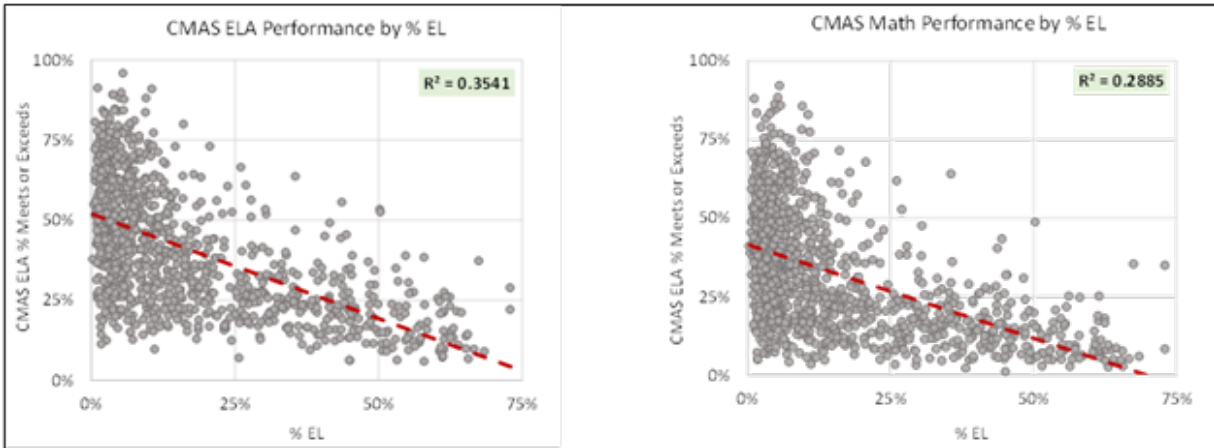 CMAS ELA Performance by % EL
R² = 0.3541
CMAS ELA % Meets or Exceeds
100%
75%
50%
25%
0%
0%
25%
50%
75%
% EL
CMAS Math Performance by % EL
R² = 0.2885
CMAS ELA % Meets or Exceeds
100%
75%
50%
25%
0%
0%
25%
50%
75%
% EL